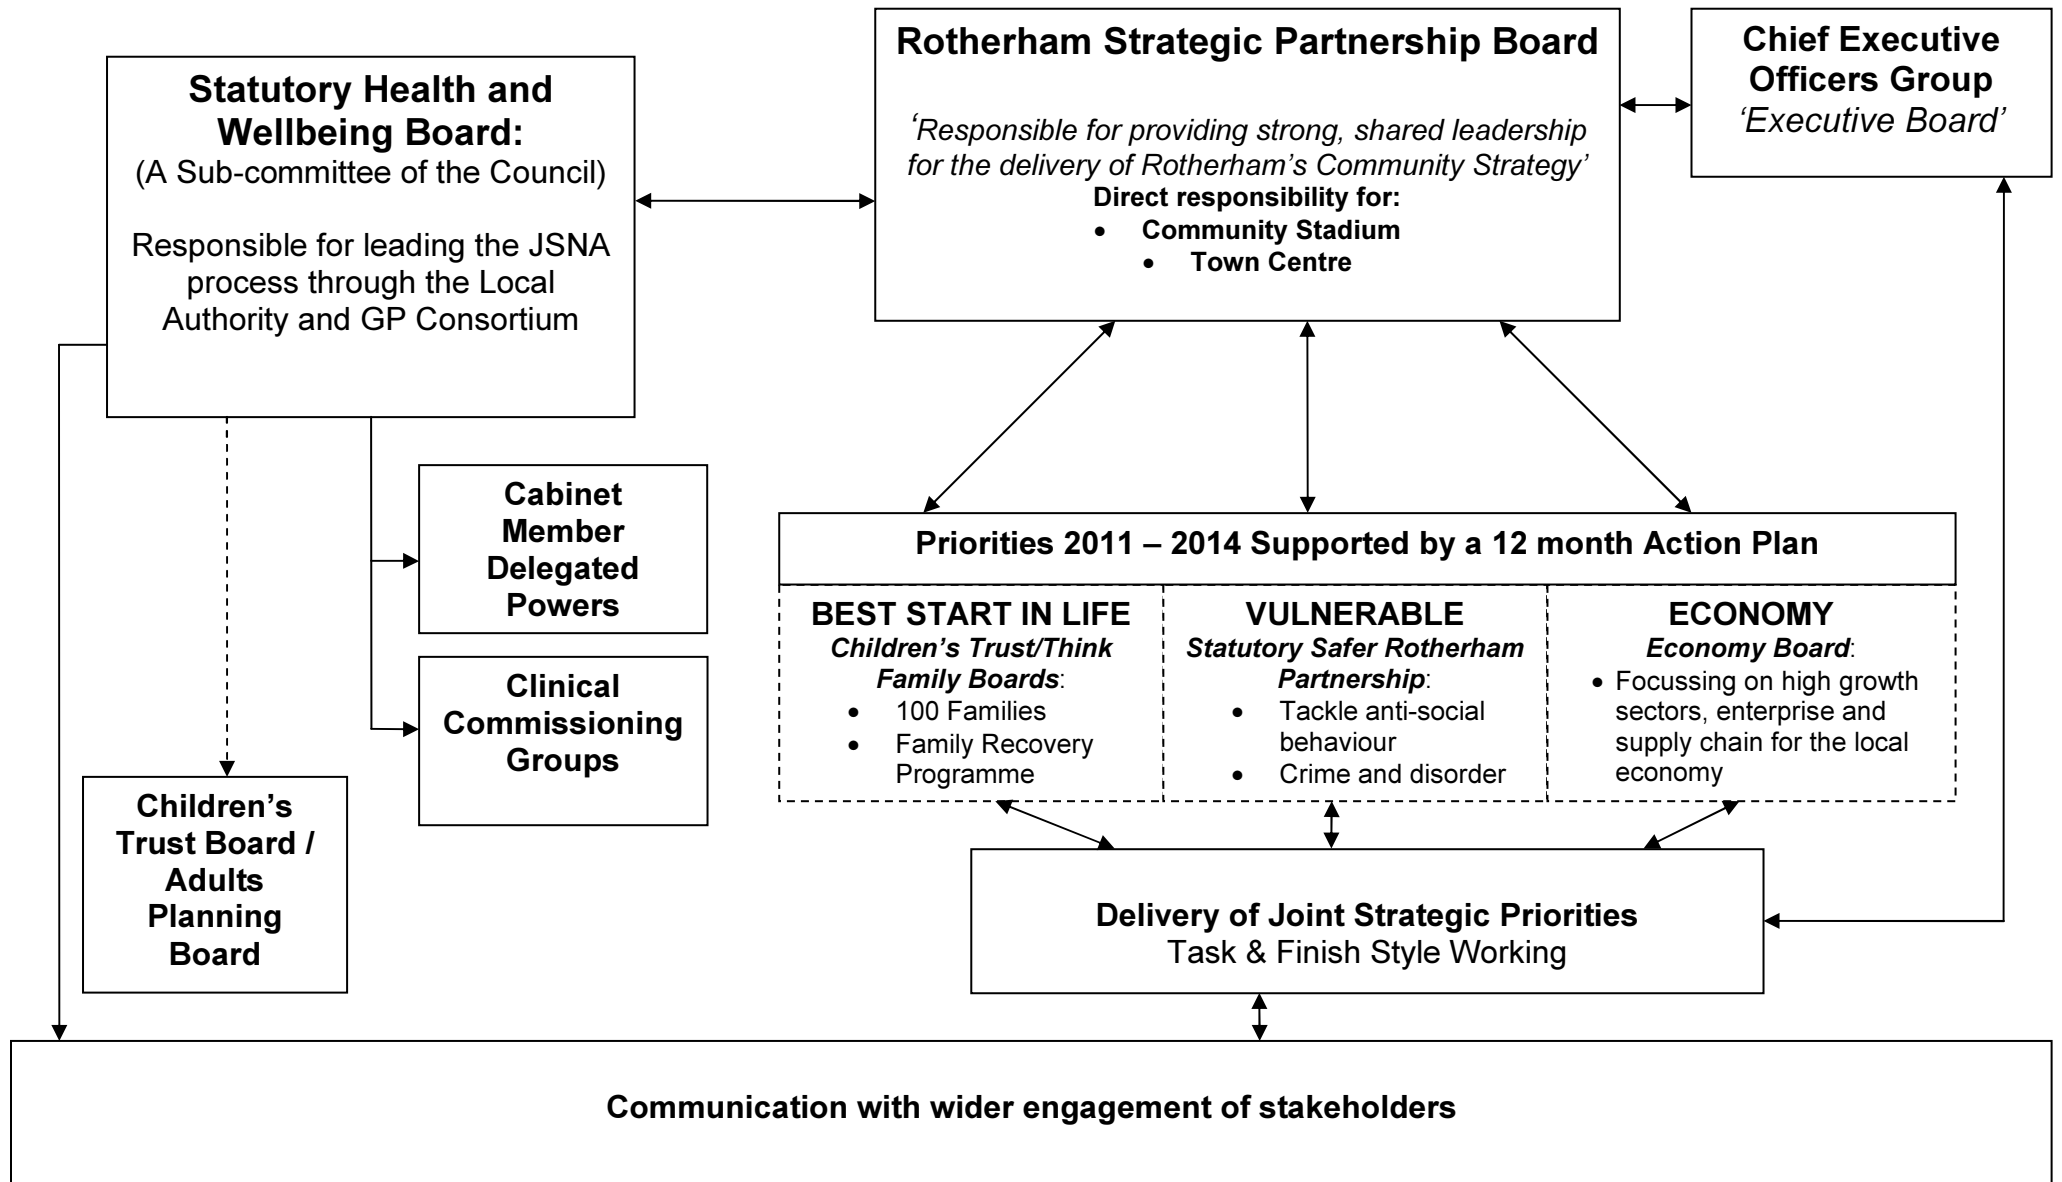 Rotherham Strategic Partnership Board
‘Responsible for providing strong, shared leadership
for the delivery of Rotherham’s Community Strategy’
Direct responsibility for:
• Community Stadium
• Town Centre
Chief Executive
Officers Group
‘Executive Board’
Statutory Health and
Wellbeing Board:
(A Sub-committee of the Council)
Responsible for leading the JSNA
process through the Local
Authority and GP Consortium
Cabinet
Member
Delegated
Powers
Clinical
Commissioning
Groups
Children’s
Trust Board /
Adults
Planning
Board
Priorities 2011 – 2014 Supported by a 12 month Action Plan
BEST START IN LIFE
Children’s Trust/Think
Family Boards:
• 100 Families
• Family Recovery
Programme
VULNERABLE
Statutory Safer Rotherham
Partnership:
• Tackle anti-social
behaviour
• Crime and disorder
ECONOMY
Economy Board:
• Focussing on high growth
sectors, enterprise and
supply chain for the local
economy
Delivery of Joint Strategic Priorities
Task & Finish Style Working
Communication with wider engagement of stakeholders